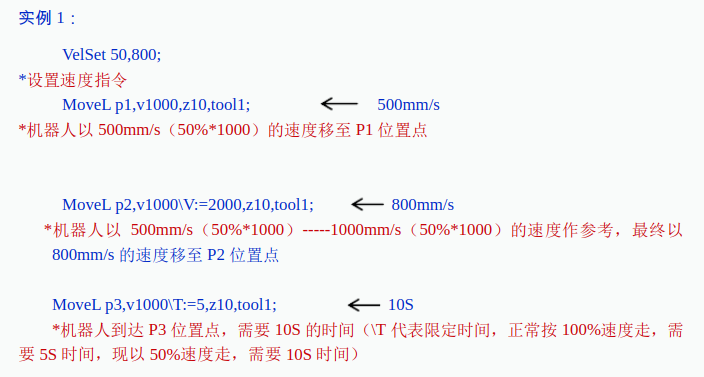 实例 1：
VelSet 50,800;
*设置速度指令
MoveL p1,v1000,z10,tool1; 500mm/s
*机器人以 500mm/s（50%*1000）的速度移至 P1 位置点
MoveL p2,v1000\V:=2000,z10,tool1; 800mm/s
*机器人以 500mm/s（50%*1000）-----1000mm/s（50%*1000）的速度作参考，最终以
800mm/s 的速度移至 P2 位置点
MoveL p3,v1000\T:=5,z10,tool1; 10S
*机器人到达 P3 位置点，需要 10S 的时间（\T 代表限定时间，正常按 100%速度走，需
要 5S 时间，现以 50%速度走，需要 10S 时间）